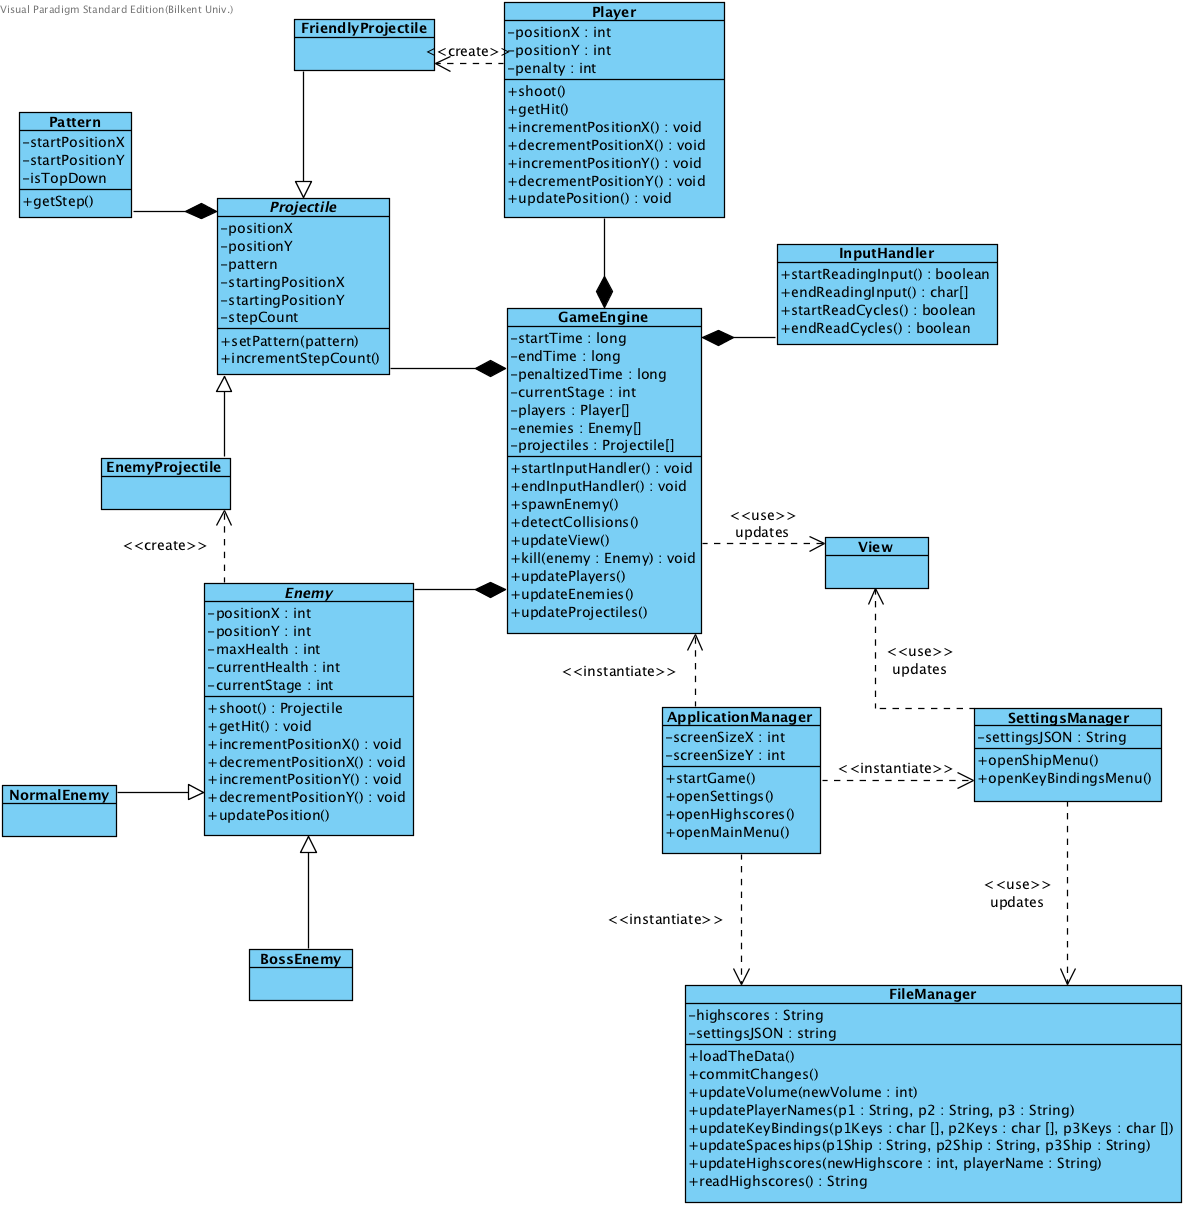 Visual Paradigm Standard Edition(Bilkent Univ.)
FriendlyProjectile
<<create>>
Player
-positionX : int
-positionY : int
-penalty : int
+shoot()
+getHit()
+incrementPositionX() : void
+decrementPositionX() : void
+incrementPositionY() : void
+decrementPositionY() : void
+updatePosition() : void
Pattern
-startPositionX
-startPositionY
-isTopDown
+getStep()
Projectile
-positionX
-positionY
-pattern
-startingPositionX
-startingPositionY
-stepCount
+setPattern(pattern)
+incrementStepCount()
InputHandler
+startReadingInput() : boolean
+endReadingInput() : char[]
+startReadCycles() : boolean
+endReadCycles() : boolean
GameEngine
-startTime : long
-endTime : long
-penaltizedTime : long
-currentStage : int
-players : Player[]
-enemies : Enemy[]
-projectiles : Projectile[]
+startInputHandler() : void
+endInputHandler() : void
+spawnEnemy()
+detectCollisions()
+updateView()
+kill(enemy : Enemy) : void
+updatePlayers()
+updateEnemies()
+updateProjectiles()
EnemyProjectile
<<create>>
<<use>>
updates
View
Enemy
-positionX : int
-positionY : int
-maxHealth : int
-currentHealth : int
-currentStage : int
+shoot() : Projectile
+getHit() : void
+incrementPositionX() : void
+decrementPositionX() : void
+incrementPositionY() : void
+decrementPositionY() : void
+updatePosition()
<<use>>
updates
<<instantiate>>
ApplicationManager
-screenSizeX : int
-screenSizeY : int
+startGame()
+openSettings()
+openHighscores()
+openMainMenu()
<<instantiate>>
SettingsManager
-settingsJSON : String
+openShipMenu()
+openKeyBindingsMenu()
NormalEnemy
BossEnemy
<<instantiate>>
<<use>>
updates
FileManager
-highscores : String
-settingsJSON : string
+loadTheData()
+commitChanges()
+updateVolume(newVolume : int)
+updatePlayerNames(p1 : String, p2 : String, p3 : String)
+updateKeyBindings(p1Keys : char [], p2Keys : char [], p3Keys : char [])
+updateSpaceships(p1Ship : String, p2Ship : String, p3Ship : String)
+updateHighscores(newHighscore : int, playerName : String)
+readHighscores() : String